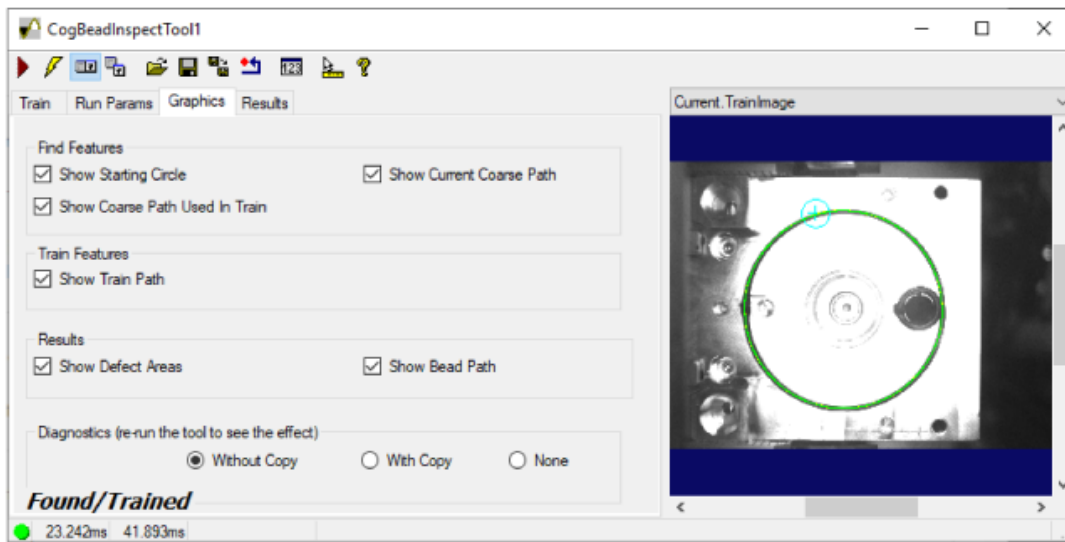 CogBeadInspectTool1
123
Train Run Params Graphics Results
Current.TrainImage
Find Features
Show Starting Circle Show Current Coarse Path
Show Coarse Path Used In Train
Train Features
Show Train Path
Results
Show Defect Areas Show Bead Path
Diagnostics (re-run the tool to see the effect)
Without Copy With Copy None
Found/Trained
23.242ms 41.893ms